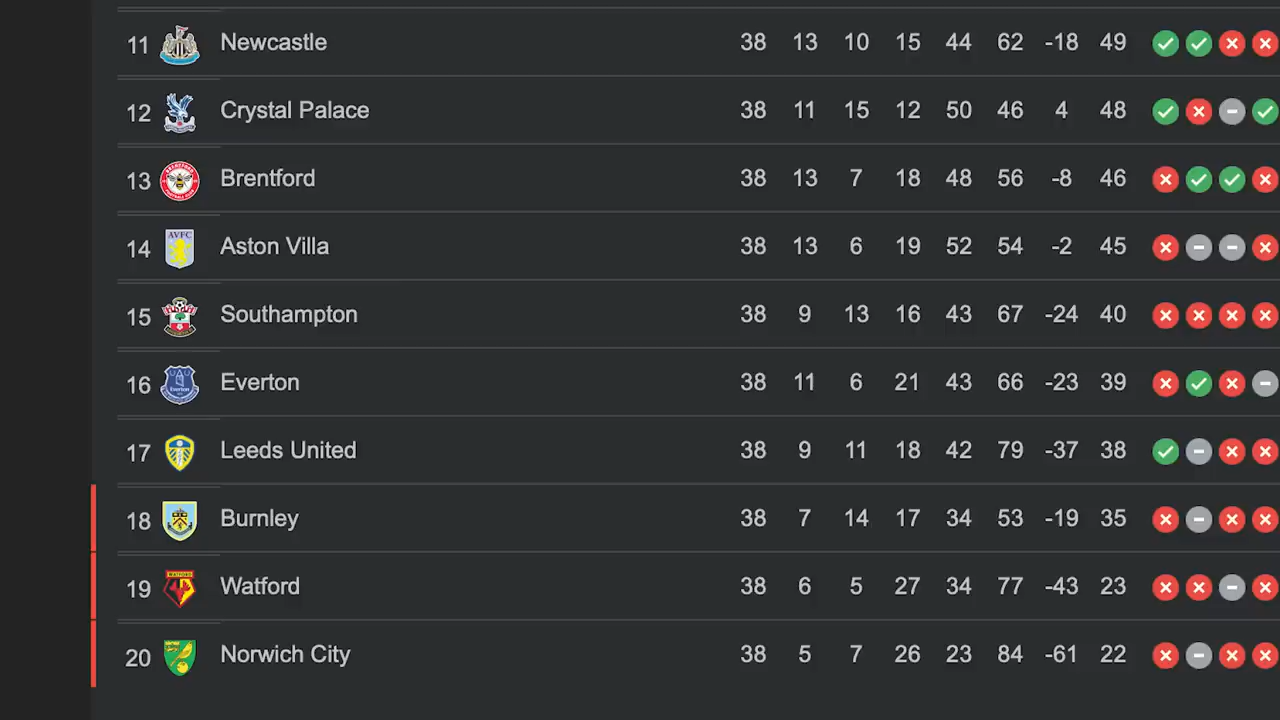 11 Newcastle 38 13 10 15 44 62 -18 49
12 Crystal Palace 38 11 15 12 50 46 4 48
13 Brentford 38 13 7 18 48 56 -8 46
14 AVFC Aston Villa 38 13 6 19 52 54 -2 45
15 Southampton 38 9 13 16 43 67 -24 40
16 Everton Everton 38 11 6 21 43 66 -23 39
17 Leeds United 38 9 11 18 42 79 -37 38
18 Burnley 38 7 14 17 34 53 -19 35
19 WATFORD Watford 38 6 5 27 34 77 -43 23
20 Norwich City 38 5 7 26 23 84 -61 22